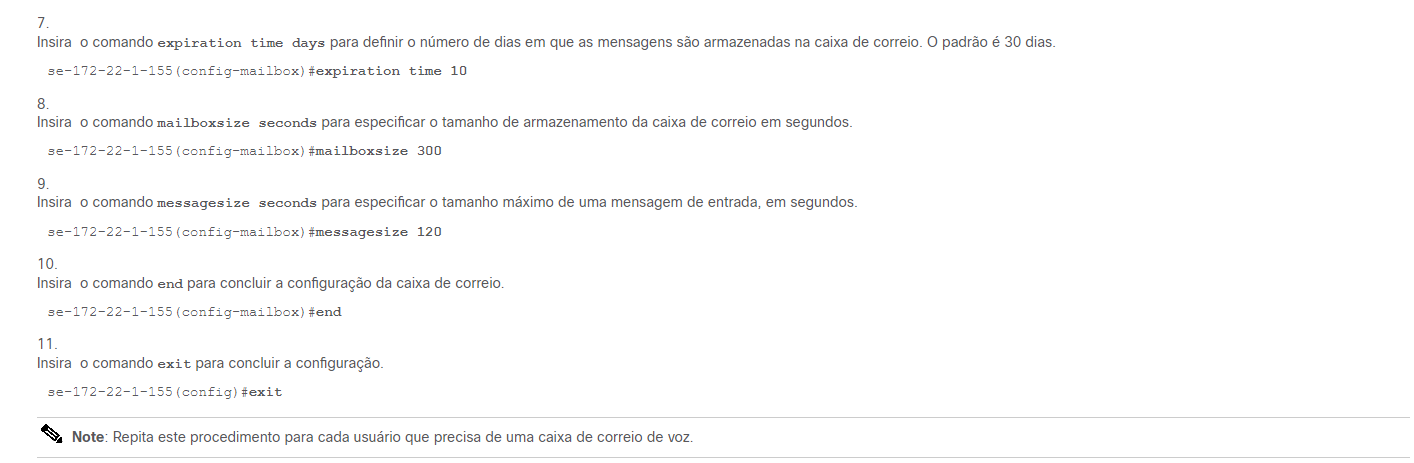 7.
Insira o comando expiration time days para definir o número de dias em que as mensagens são armazenadas na caixa de correio. O padrão é 30 dias.
se-172-22-1-155(config-mailbox)#expiration time 10
8.
Insira o comando mailboxsize seconds para especificar o tamanho de armazenamento da caixa de correio em segundos.
se-172-22-1-155(config-mailbox)#mailboxsize 300
9.
Insira o comando messagesize seconds para especificar o tamanho máximo de uma mensagem de entrada, em segundos.
se-172-22-1-155(config-mailbox)#messagesize 120
10.
Insira o comando end para concluir a configuração da caixa de correio.
se-172-22-1-155(config-mailbox)#end
11.
Insira o comando exit para concluir a configuração.
se-172-22-1-155(config)#exit
Note: Repita este procedimento para cada usuário que precisa de uma caixa de correio de voz.